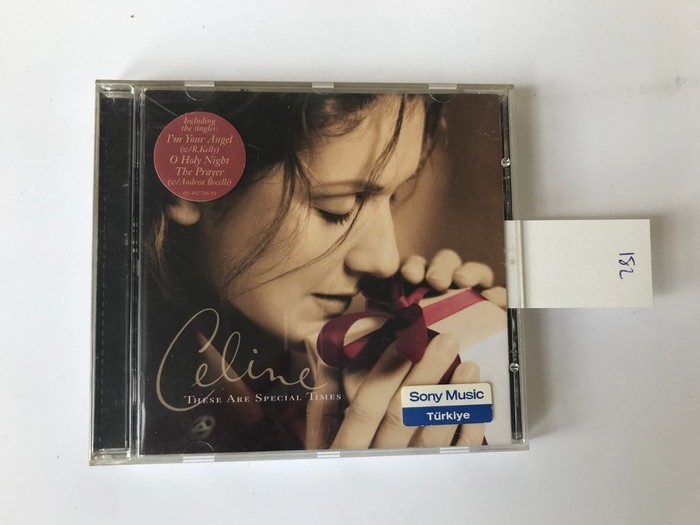 Including
the singles:
I'm Your Angel
(w/R.Kelly)
O Holy Night
The Prayer
(w/Andrea Bocelli)
Celine
THESE ARE SPECIAL TIMES
Sony Music
Türkiye
182